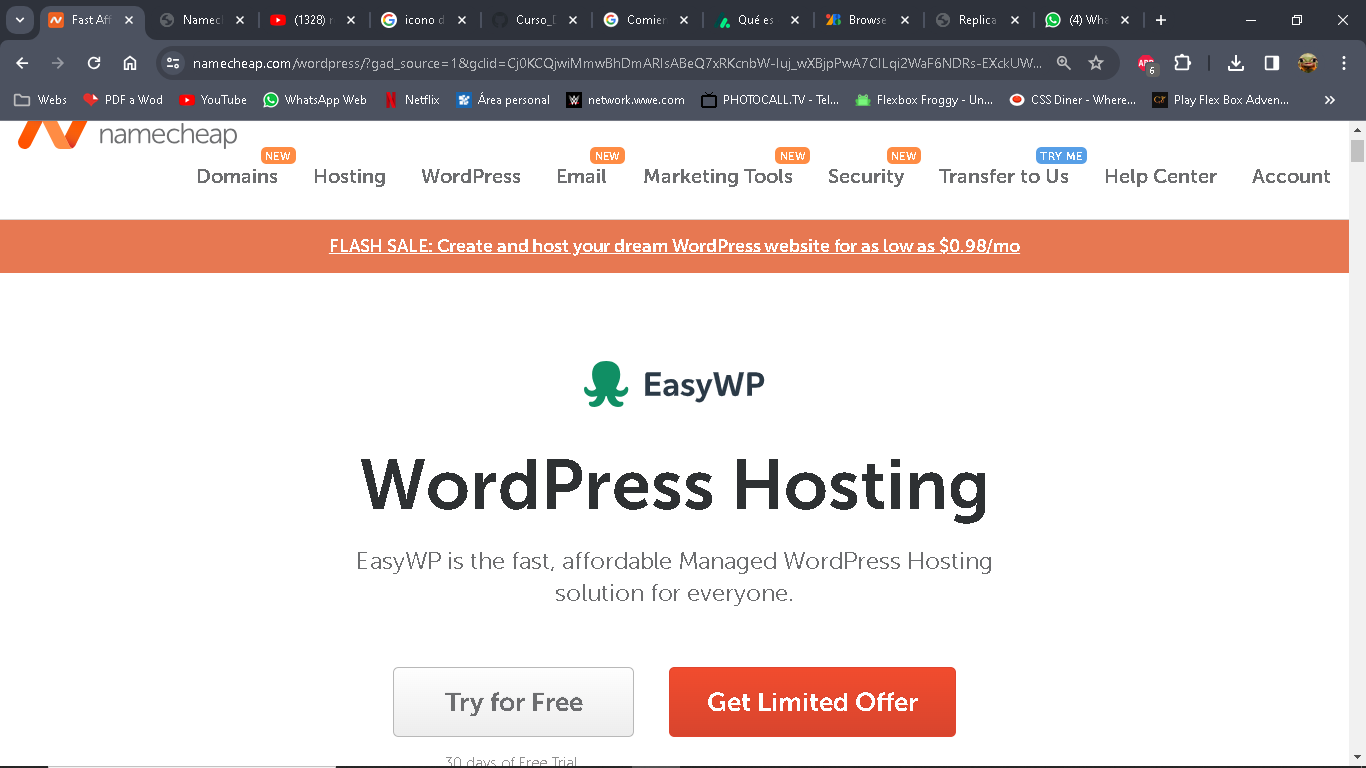 Fast Aff
Namecl
(1328) r
icono d
Curso_D
Comien
Qué es
Browse
Replica
(4) Wha
namecheap.com/wordpress/?gad_source=1&gclid=Cj0KCQjwiMmwBhDmARIsABeQ7xRKcnbW-Iuj_wXBjpPwA7CILqi2WaF6NDRs-EXckUW...
6
Webs
PDF a Wod
YouTube
WhatsApp Web
Netflix
Área personal
network.wwe.com
PHOTOCALL.TV - Tel...
Flexbox Froggy - Un...
CSS Diner - Where...
Play Flex Box Adven...
namecheap
NEW
NEW
NEW
NEW
TRY ME
Domains
Hosting
WordPress
Email
Marketing Tools
Security
Transfer to Us
Help Center
Account
FLASH SALE: Create and host your dream WordPress website for as low as $0.98/mo
EasyWP
WordPress Hosting
EasyWP is the fast, affordable Managed WordPress Hosting
solution for everyone.
Try for Free
Get Limited Offer
30 days of Free Trial